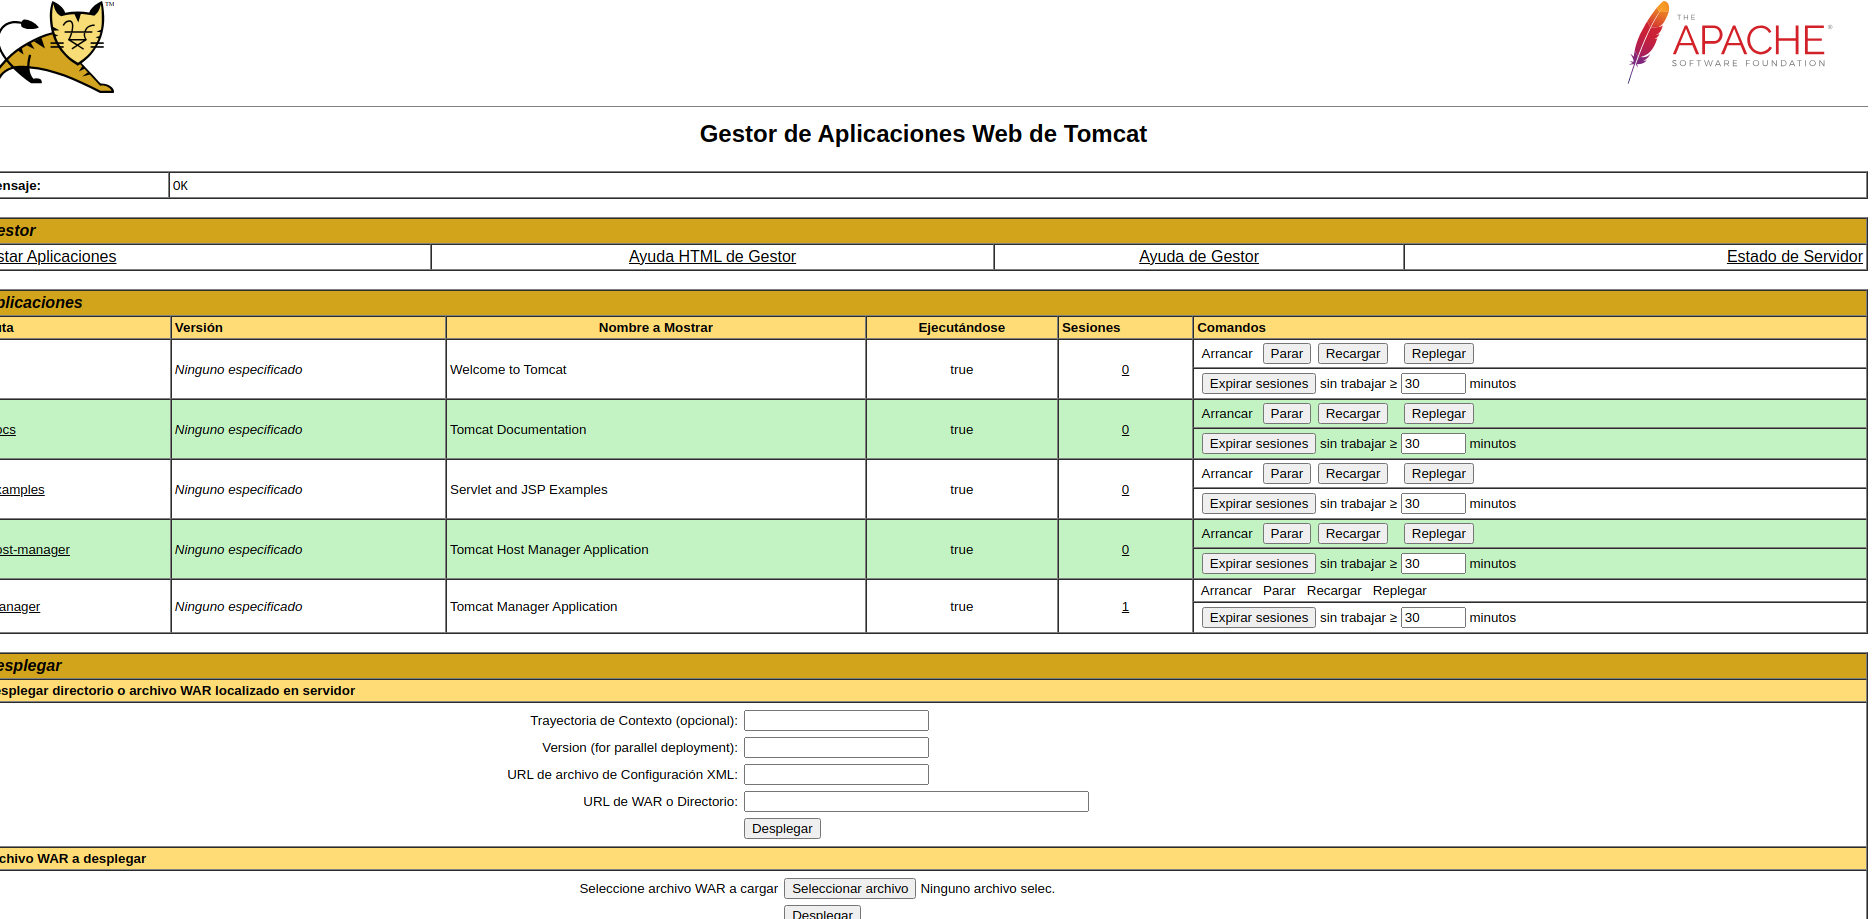 TM
THE
APACHE®
SOFTWARE FOUNDATION
Gestor de Aplicaciones Web de Tomcat
ensaje: OK
estor
star Aplicaciones Ayuda HTML de Gestor Ayuda de Gestor Estado de Servidor
plicaciones
uta Versión Nombre a Mostrar Ejecutándose Sesiones Comandos
Ninguno especificado Welcome to Tomcat true 0 Arrancar Parar Recargar Replegar
Expirar sesiones sin trabajar ≥ 30 minutos
ocs Ninguno especificado Tomcat Documentation true 0 Arrancar Parar Recargar Replegar
Expirar sesiones sin trabajar ≥ 30 minutos
xamples Ninguno especificado Servlet and JSP Examples true 0 Arrancar Parar Recargar Replegar
Expirar sesiones sin trabajar ≥ 30 minutos
ost-manager Ninguno especificado Tomcat Host Manager Application true 0 Arrancar Parar Recargar Replegar
Expirar sesiones sin trabajar ≥ 30 minutos
anager Ninguno especificado Tomcat Manager Application true 1 Arrancar Parar Recargar Replegar
Expirar sesiones sin trabajar ≥ 30 minutos
esplegar
esplegar directorio o archivo WAR localizado en servidor
Trayectoria de Contexto (opcional):
Version (for parallel deployment):
URL de archivo de Configuración XML:
URL de WAR o Directorio:
Desplegar
chivo WAR a desplegar
Seleccione archivo WAR a cargar Seleccionar archivo Ninguno archivo selec.
Desplegar